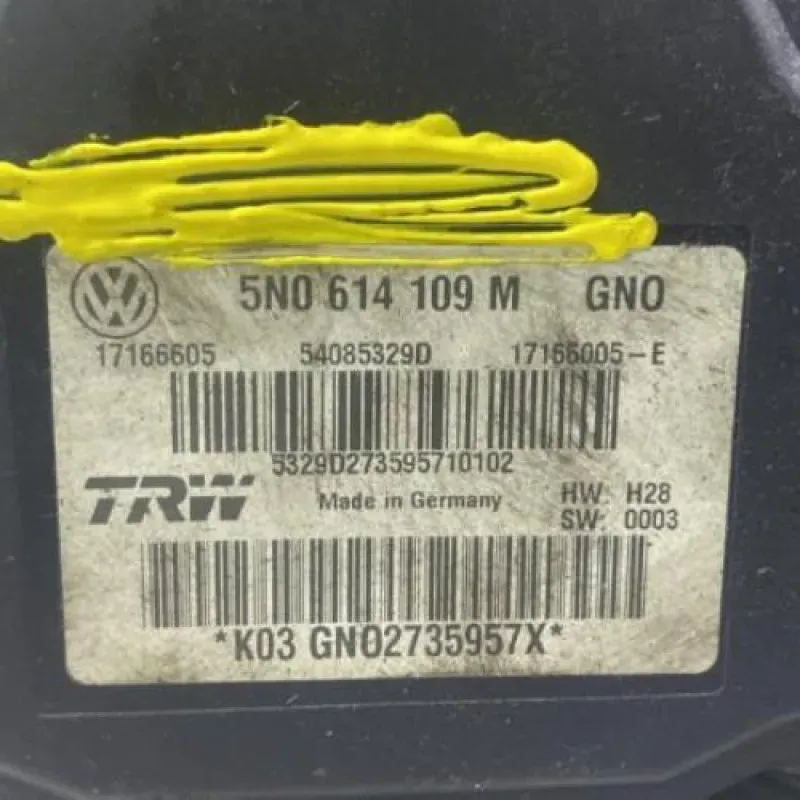 5N0 614 109 M GNO
17166605 54085329D 17166005-E
5329D273595710102
TRW Made in Germany HW: H28
SW: 0003
*K03 GNO2735957X*